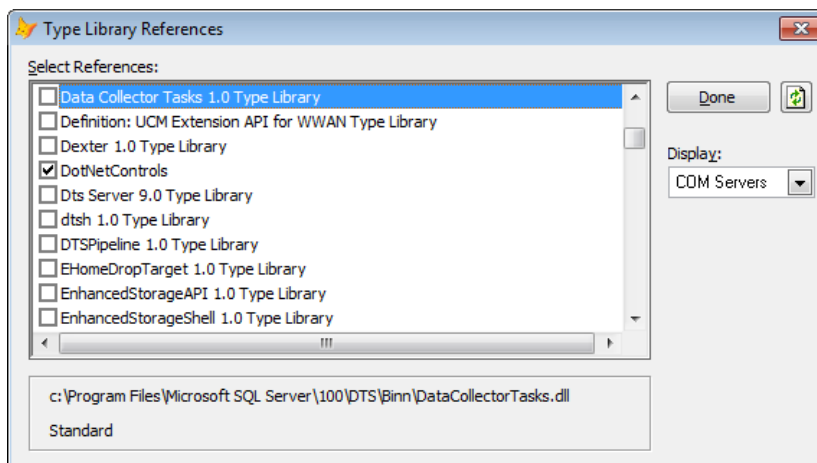 Type Library References
Select References:
Data Collector Tasks 1.0 Type Library
Definition: UCM Extension API for WWAN Type Library
Dexter 1.0 Type Library
DotNetControls
Dts Server 9.0 Type Library
dtsh 1.0 Type Library
DTSPipeline 1.0 Type Library
EHomeDropTarget 1.0 Type Library
EnhancedStorageAPI 1.0 Type Library
EnhancedStorageShell 1.0 Type Library
Done
Display:
COM Servers
c:\Program Files\Microsoft SQL Server\100\DTS\Binn\DataCollectorTasks.dll
Standard